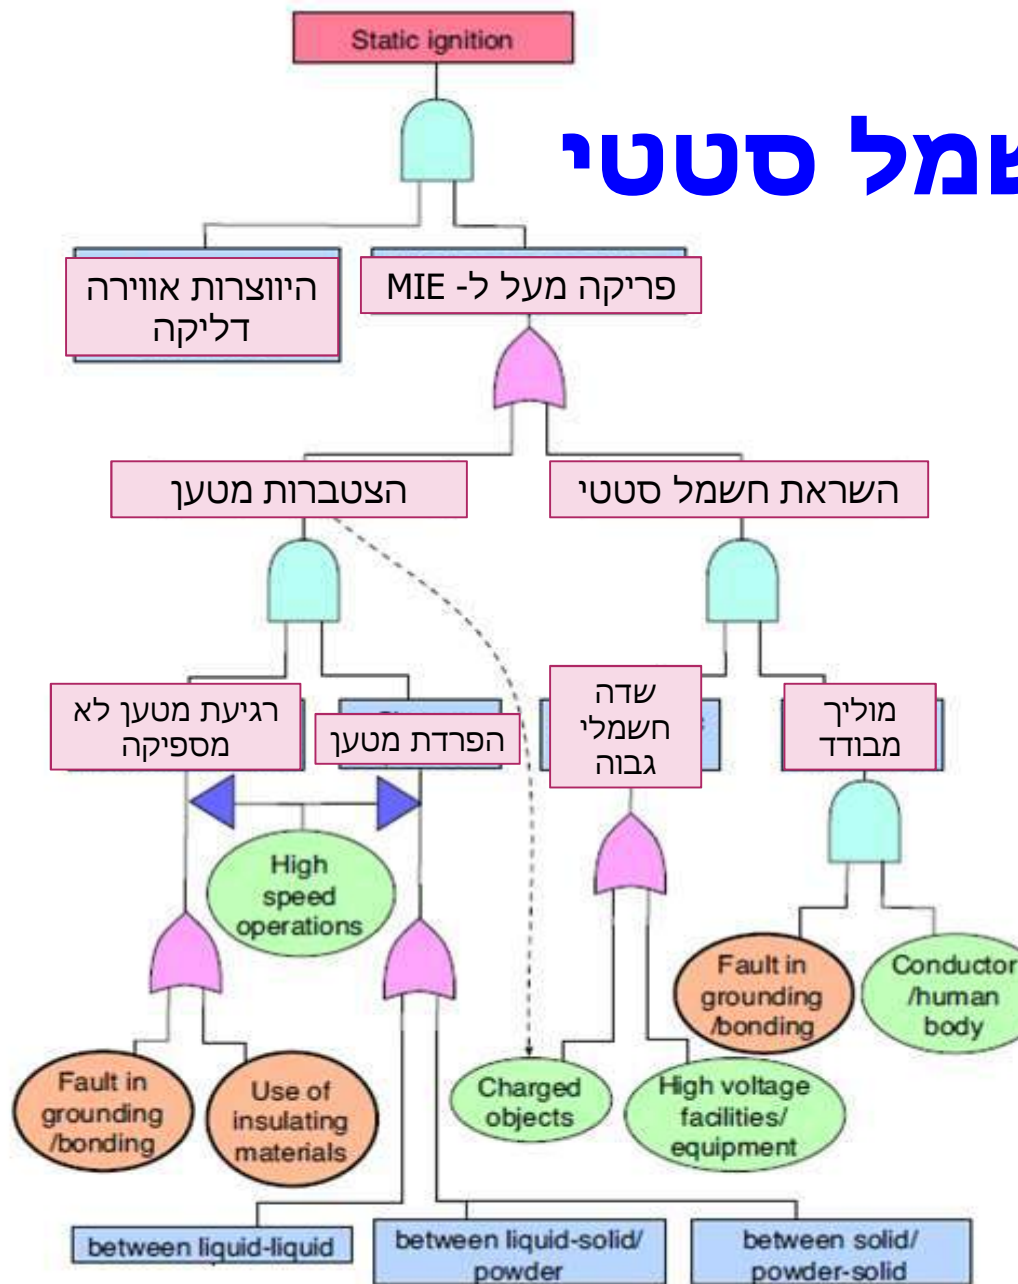 Static ignition
שמל סטטי
היווצרות אווירה
דליקה
פריקה מעל ל- MIE
הצטברות מטען
השראת חשמל סטטי
רגיעת מטען לא
מספיקה
הפרדת מטען
שדה
חשמלי
גבוה
מוליך
מבודד
High
speed
operations
Fault in
grounding
/bonding
Conductor
/human
body
Fault in
grounding
/bonding
Use of
insulating
materials
Charged
objects
High voltage
facilities/
equipment
between liquid-liquid
between liquid-solid/
powder
between solid/
powder-solid